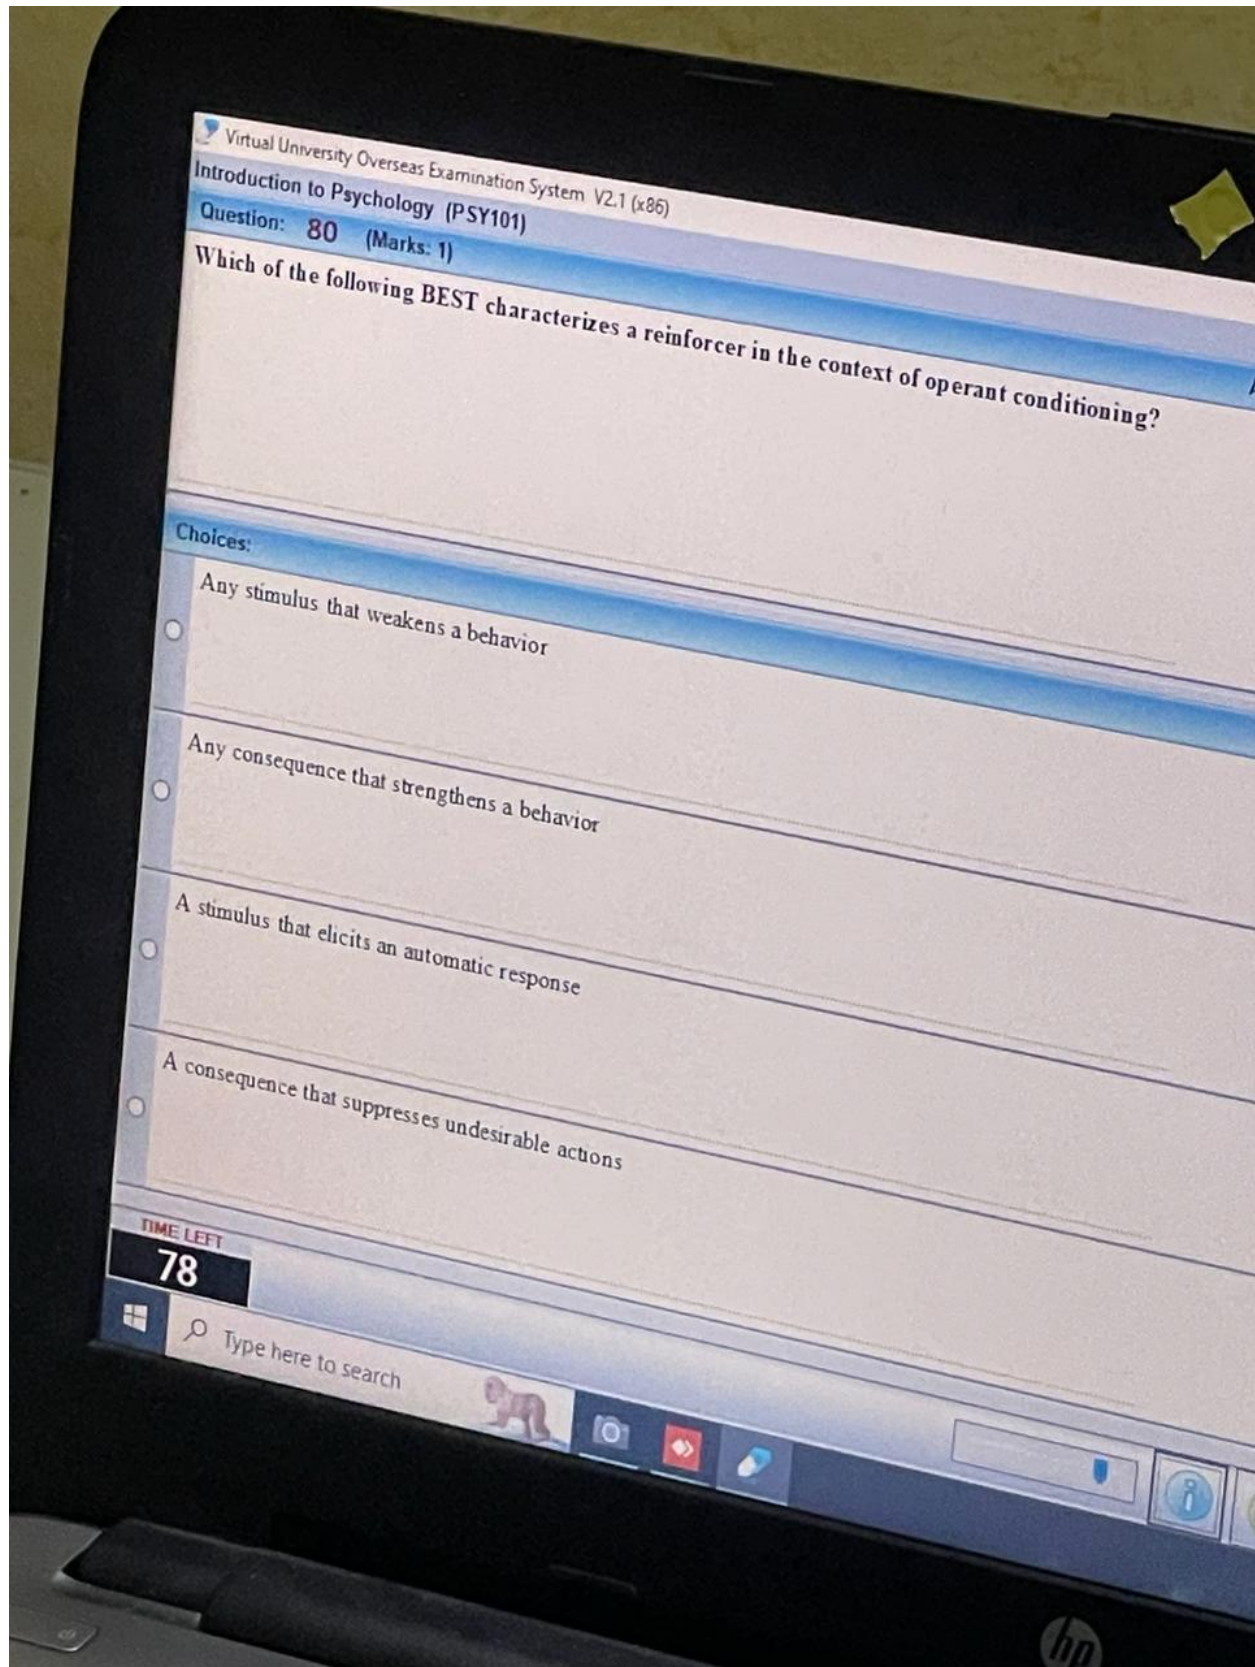 Virtual University Overseas Examination System V2.1 (x86)
Introduction to Psychology (PSY101)
Question: 80 (Marks: 1)
Which of the following BEST characterizes a reinforcer in the context of operant conditioning?
Choices:
Any stimulus that weakens a behavior
Any consequence that strengthens a behavior
A stimulus that elicits an automatic response
A consequence that suppresses undesirable actions
TIME LEFT
78
Type here to search
hp